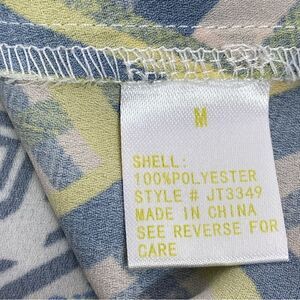 M
SHELL:
100%POLYESTER
STYLE # JT3349
MADE IN CHINA
SEE REVERSE FOR
CARE